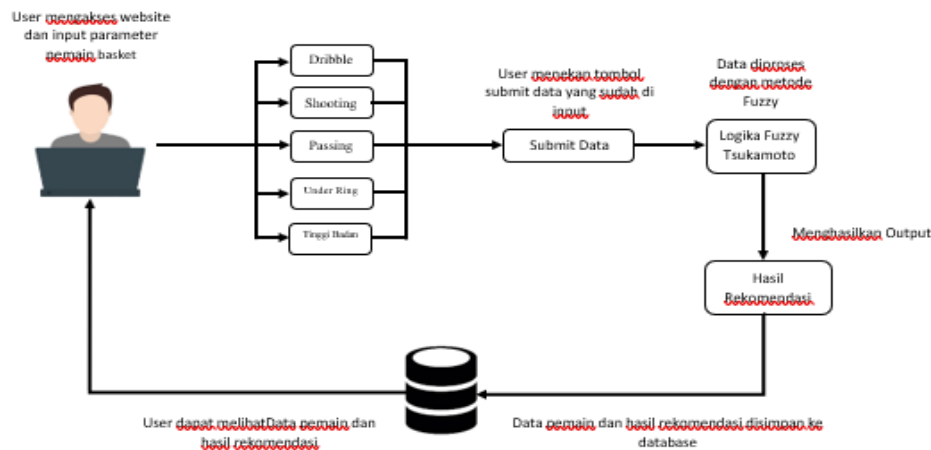 User mengakses website
dan input parameter
pemain basket
Dribble
Shooting
Passing
Under Ring
Tinggi Badan
User menekan tombol
submit data yang sudah di
input
Submit Data
Data diproses
dengan metode
Fuzzy
Logika Fuzzy
Tsukamoto
Menghasilkan Output
Hasil
Rekomendasi
Data pemain dan hasil rekomendasi disimpan ke
database
User dapat melihatData pemain dan
hasil rekomendasi